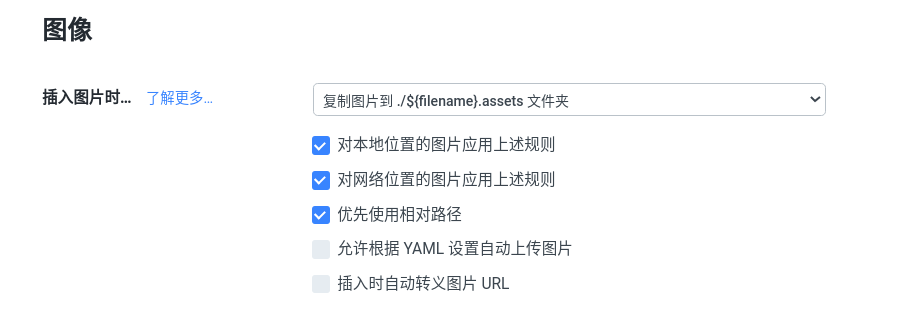 图像
插入图片时... 了解更多...
复制图片到 ./${filename}.assets 文件夹
对本地位置的图片应用上述规则
对网络位置的图片应用上述规则
优先使用相对路径
允许根据 YAML 设置自动上传图片
插入时自动转义图片 URL